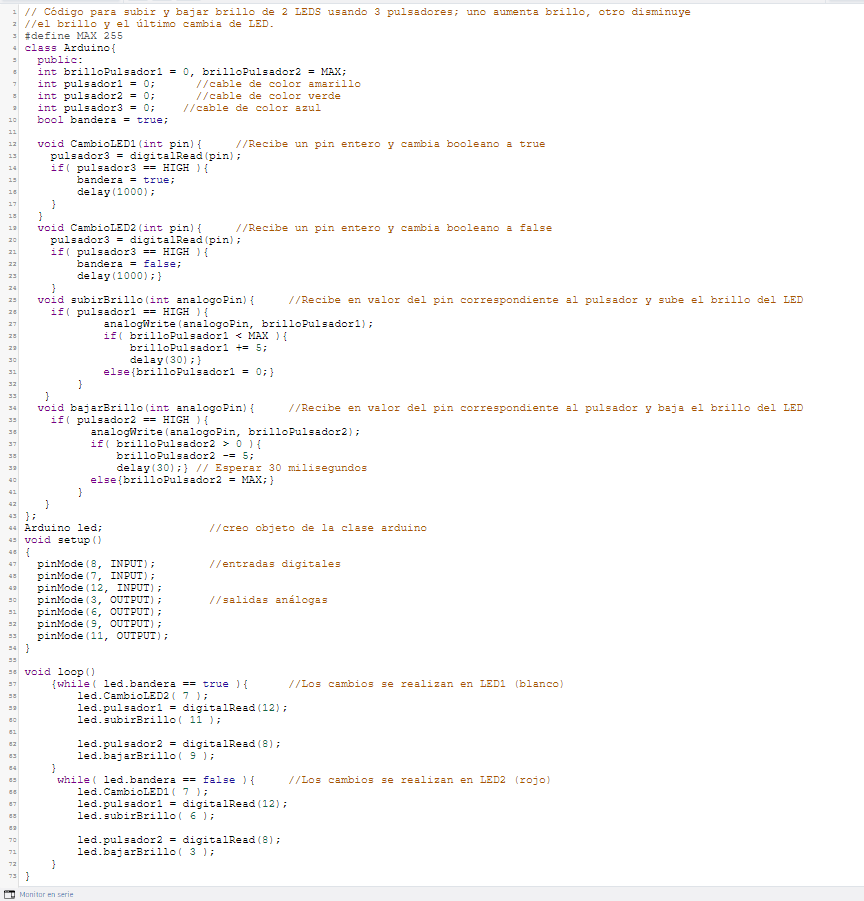 1 // Código para subir y bajar brillo de 2 LEDS usando 3 pulsadores; uno aumenta brillo, otro disminuye
2 //el brillo y el último cambia de LED.
3 #define MAX 255
4 class Arduino{
5 public:
6 int brilloPulsador1 = 0, brilloPulsador2 = MAX;
7 int pulsador1 = 0; //cable de color amarillo
8 int pulsador2 = 0; //cable de color verde
9 int pulsador3 = 0; //cable de color azul
10 bool bandera = true;
11
12 void CambioLED1(int pin){ //Recibe un pin entero y cambia booleano a true
13 pulsador3 = digitalRead(pin);
14 if( pulsador3 == HIGH ){
15 bandera = true;
16 delay(1000);
17 }
18 }
19 void CambioLED2(int pin){ //Recibe un pin entero y cambia booleano a false
20 pulsador3 = digitalRead(pin);
21 if( pulsador3 == HIGH ){
22 bandera = false;
23 delay(1000);}
24 }
25 void subirBrillo(int analogoPin){ //Recibe en valor del pin correspondiente al pulsador y sube el brillo del LED
26 if( pulsador1 == HIGH ){
27 analogWrite(analogoPin, brilloPulsador1);
28 if( brilloPulsador1 < MAX ){
29 brilloPulsador1 += 5;
30 delay(30);}
31 else{brilloPulsador1 = 0;}
32 }
33 }
34 void bajarBrillo(int analogoPin){ //Recibe en valor del pin correspondiente al pulsador y baja el brillo del LED
35 if( pulsador2 == HIGH ){
36 analogWrite(analogoPin, brilloPulsador2);
37 if( brilloPulsador2 > 0 ){
38 brilloPulsador2 -= 5;
39 delay(30);} // Esperar 30 milisegundos
40 else{brilloPulsador2 = MAX;}
41 }
42 }
43 };
44 Arduino led; //creo objeto de la clase arduino
45 void setup()
46 {
47 pinMode(8, INPUT); //entradas digitales
48 pinMode(7, INPUT);
49 pinMode(12, INPUT);
50 pinMode(3, OUTPUT); //salidas análogas
51 pinMode(6, OUTPUT);
52 pinMode(9, OUTPUT);
53 pinMode(11, OUTPUT);
54 }
55
56 void loop()
57 {while( led.bandera == true ){ //Los cambios se realizan en LED1 (blanco)
58 led.CambioLED2( 7 );
59 led.pulsador1 = digitalRead(12);
60 led.subirBrillo( 11 );
61
62 led.pulsador2 = digitalRead(8);
63 led.bajarBrillo( 9 );
64 }
65 while( led.bandera == false ){ //Los cambios se realizan en LED2 (rojo)
66 led.CambioLED1( 7 );
67 led.pulsador1 = digitalRead(12);
68 led.subirBrillo( 6 );
69
70 led.pulsador2 = digitalRead(8);
71 led.bajarBrillo( 3 );
72 }
73 }
Monitor en serie